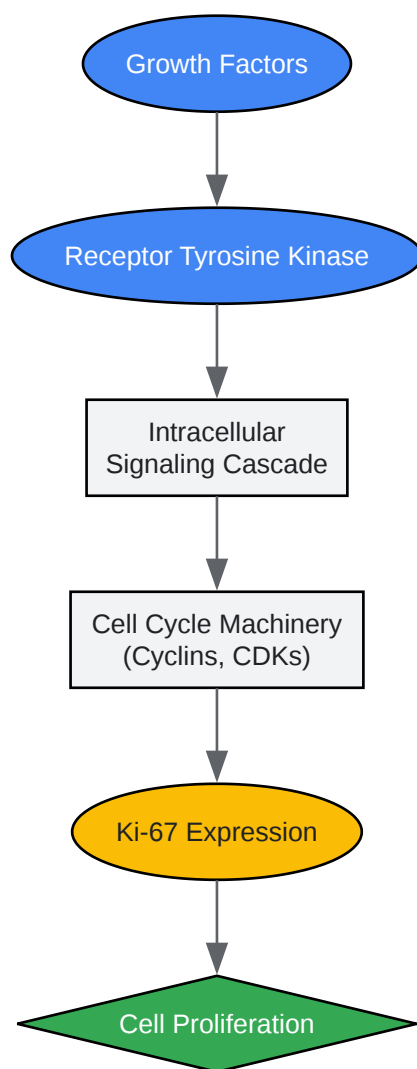 Growth Factors
Receptor Tyrosine Kinase
Intracellular
Signaling Cascade
Cell Cycle Machinery
(Cyclins, CDKs)
Ki-67 Expression
Cell Proliferation